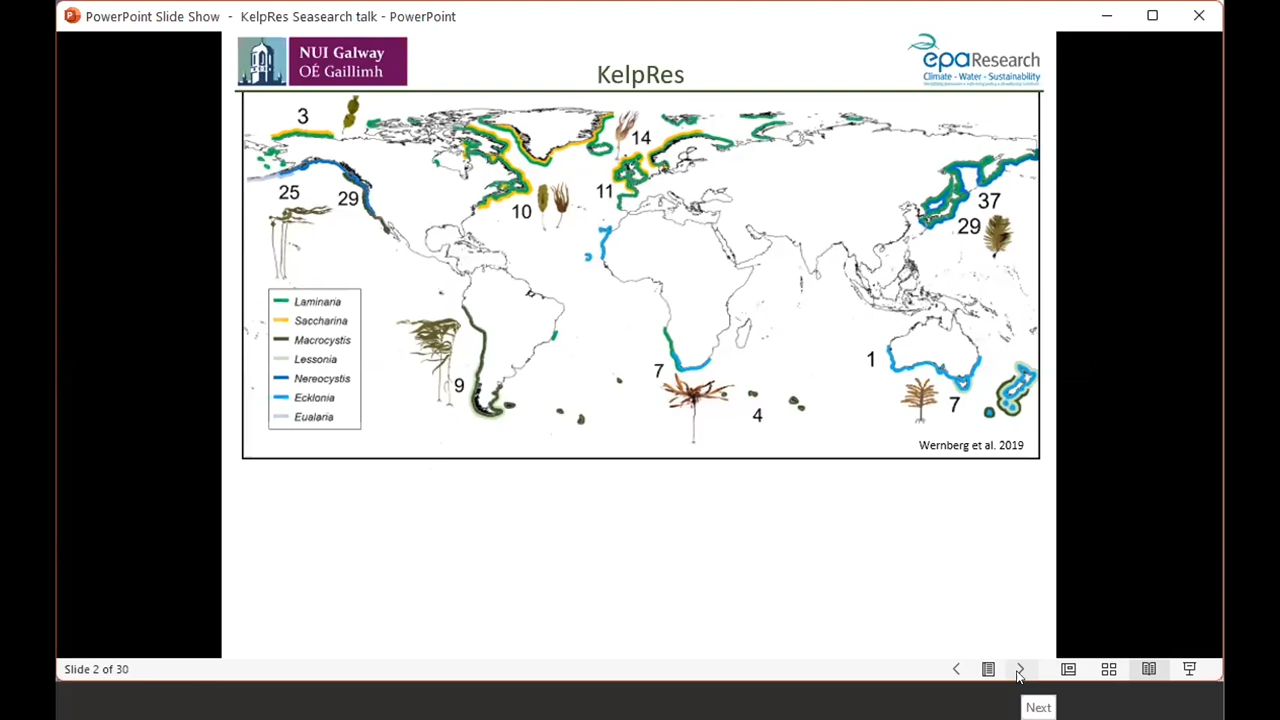 PowerPoint Slide Show - KelpRes Seasearch talk - PowerPoint
NUI Galway
OÉ Gaillimh
KelpRes
epaResearch
Climate - Water - Sustainability
3
14
11
25
29
10
37
29
Laminaria
Saccharina
Macrocystis
Lessonia
Nereocystis
Ecklonia
Eualaria
9
7
4
1
7
Wernberg et al. 2019
Slide 2 of 30
Next